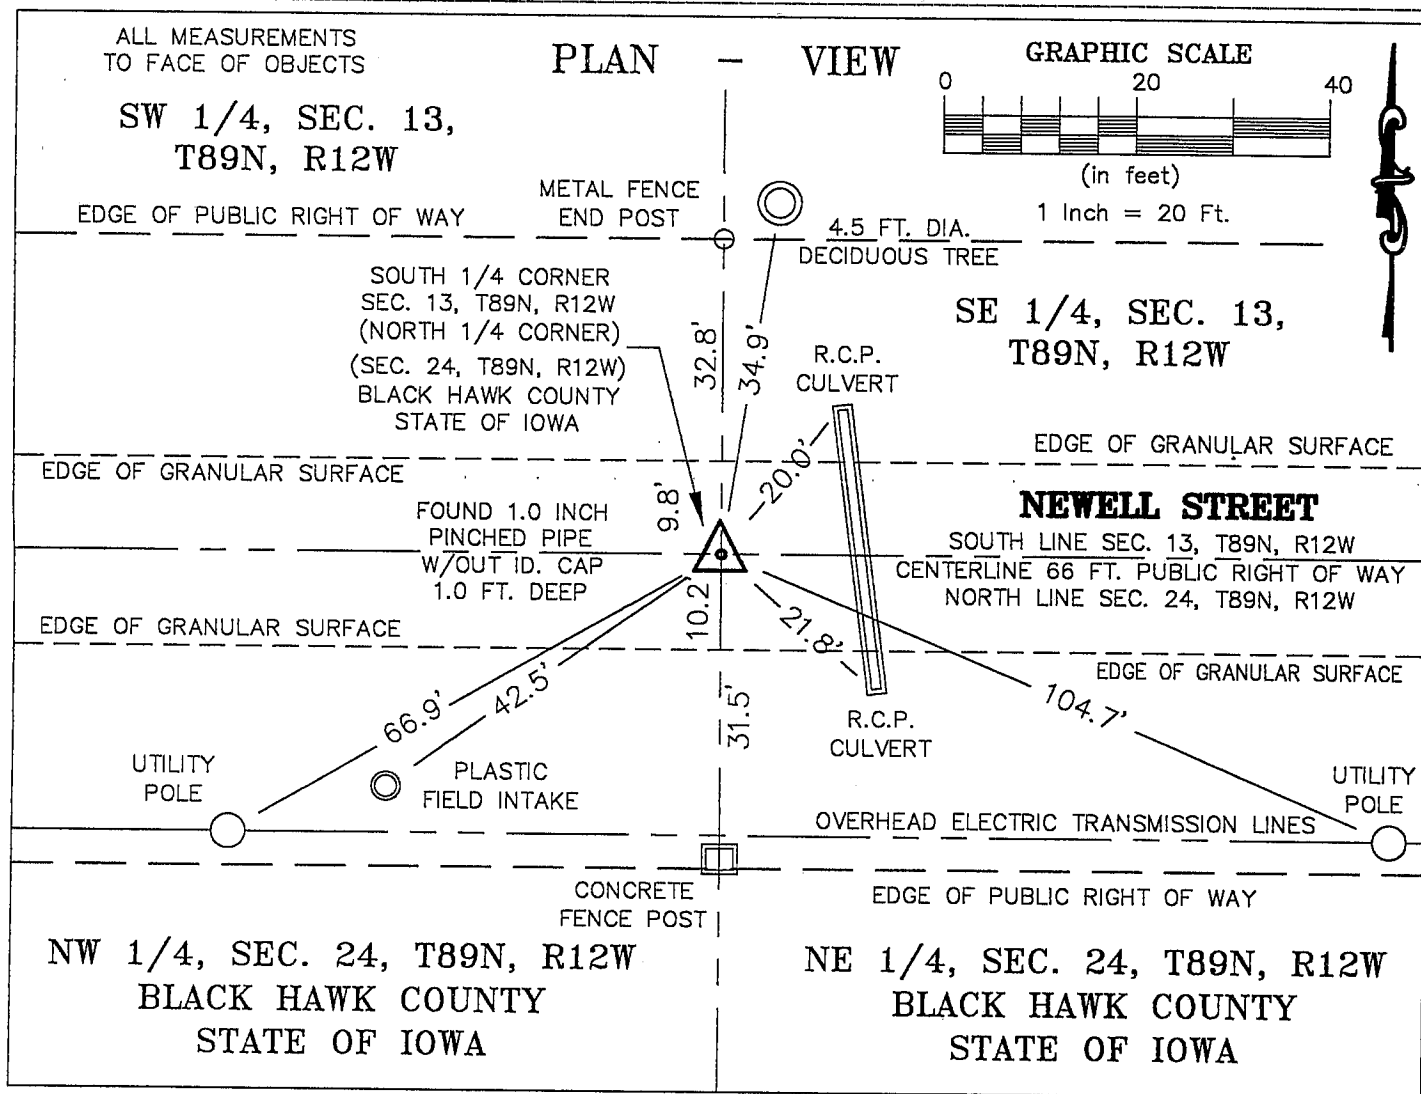 ALL MEASUREMENTS
TO FACE OF OBJECTS
PLAN - VIEW
GRAPHIC SCALE
0 20 40
(in feet)
1 Inch = 20 Ft.
SW 1/4, SEC. 13,
T89N, R12W
METAL FENCE
END POST
EDGE OF PUBLIC RIGHT OF WAY
4.5 FT. DIA.
DECIDUOUS TREE
SOUTH 1/4 CORNER
SEC. 13, T89N, R12W
(NORTH 1/4 CORNER)
(SEC. 24, T89N, R12W)
BLACK HAWK COUNTY
STATE OF IOWA
32.8'
34.9'
SE 1/4, SEC. 13,
T89N, R12W
R.C.P.
CULVERT
EDGE OF GRANULAR SURFACE
EDGE OF GRANULAR SURFACE
20.0'
9.8'
FOUND 1.0 INCH
PINCHED PIPE
W/OUT ID. CAP
1.0 FT. DEEP
NEWELL STREET
SOUTH LINE SEC. 13, T89N, R12W
CENTERLINE 66 FT. PUBLIC RIGHT OF WAY
NORTH LINE SEC. 24, T89N, R12W
10.2
21.8'
EDGE OF GRANULAR SURFACE
EDGE OF GRANULAR SURFACE
66.9'
42.5'
31.5'
104.7'
R.C.P.
CULVERT
UTILITY
POLE
PLASTIC
FIELD INTAKE
UTILITY
POLE
OVERHEAD ELECTRIC TRANSMISSION LINES
CONCRETE
FENCE POST
EDGE OF PUBLIC RIGHT OF WAY
NW 1/4, SEC. 24, T89N, R12W
BLACK HAWK COUNTY
STATE OF IOWA
NE 1/4, SEC. 24, T89N, R12W
BLACK HAWK COUNTY
STATE OF IOWA